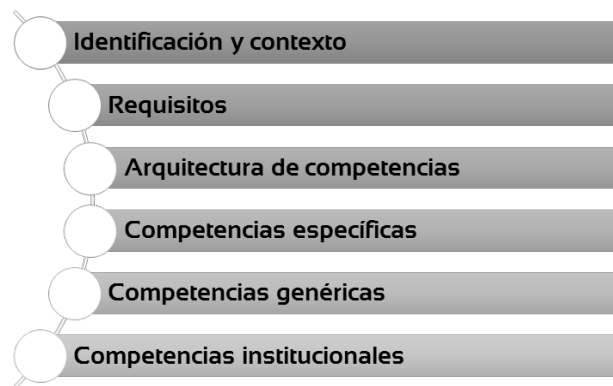 Identificación y contexto
Requisitos
Arquitectura de competencias
Competencias específicas
Competencias genéricas
Competencias institucionales